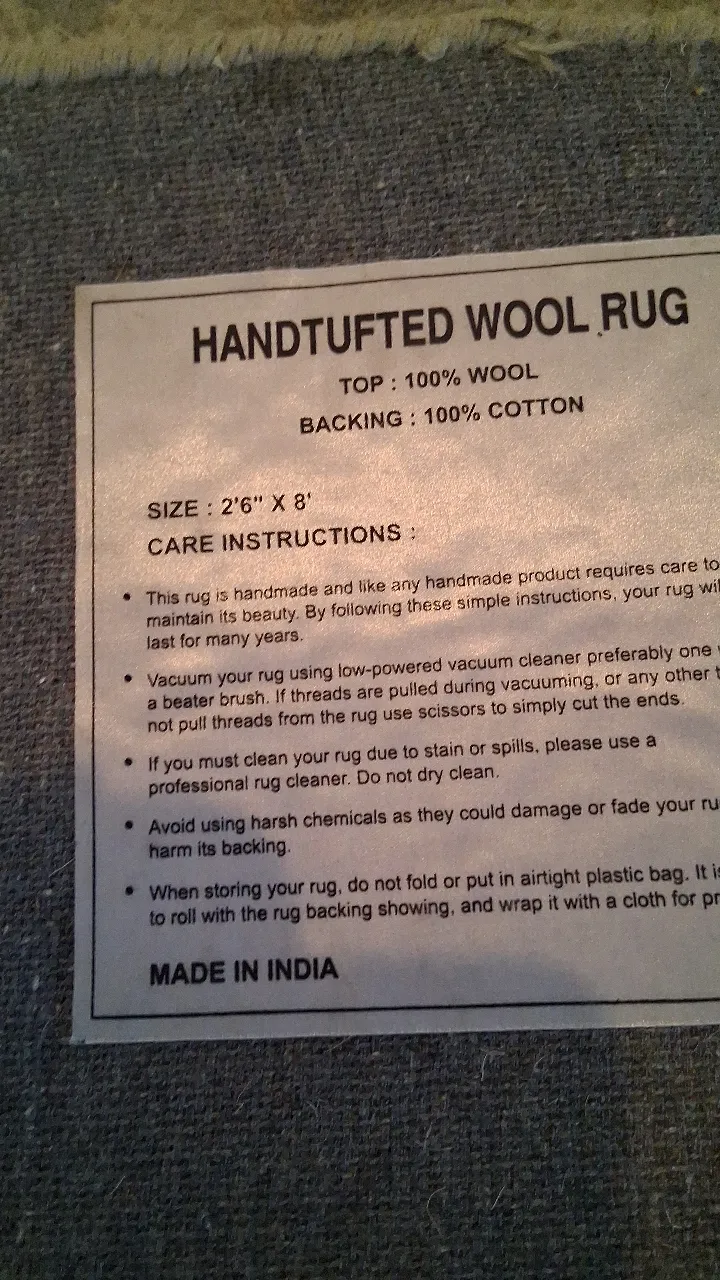 HANDTUFTED WOOL RUG
TOP : 100% WOOL
BACKING : 100% COTTON
SIZE : 2'6" X 8'
CARE INSTRUCTIONS :
• This rug is handmade and like any handmade product requires care to
maintain its beauty. By following these simple instructions, your rug
last for many years.
• Vacuum your rug using low-powered vacuum cleaner preferably one
a beater brush. If threads are pulled during vacuuming, or any other
not pull threads from the rug use scissors to simply cut the ends.
• If you must clean your rug due to stain or spills, please use a
professional rug cleaner. Do not dry clean.
• Avoid using harsh chemicals as they could damage or fade your
harm its backing.
• When storing your rug, do not fold or put in airtight plastic bag. It
to roll with the rug backing showing, and wrap it with a cloth for
MADE IN INDIA